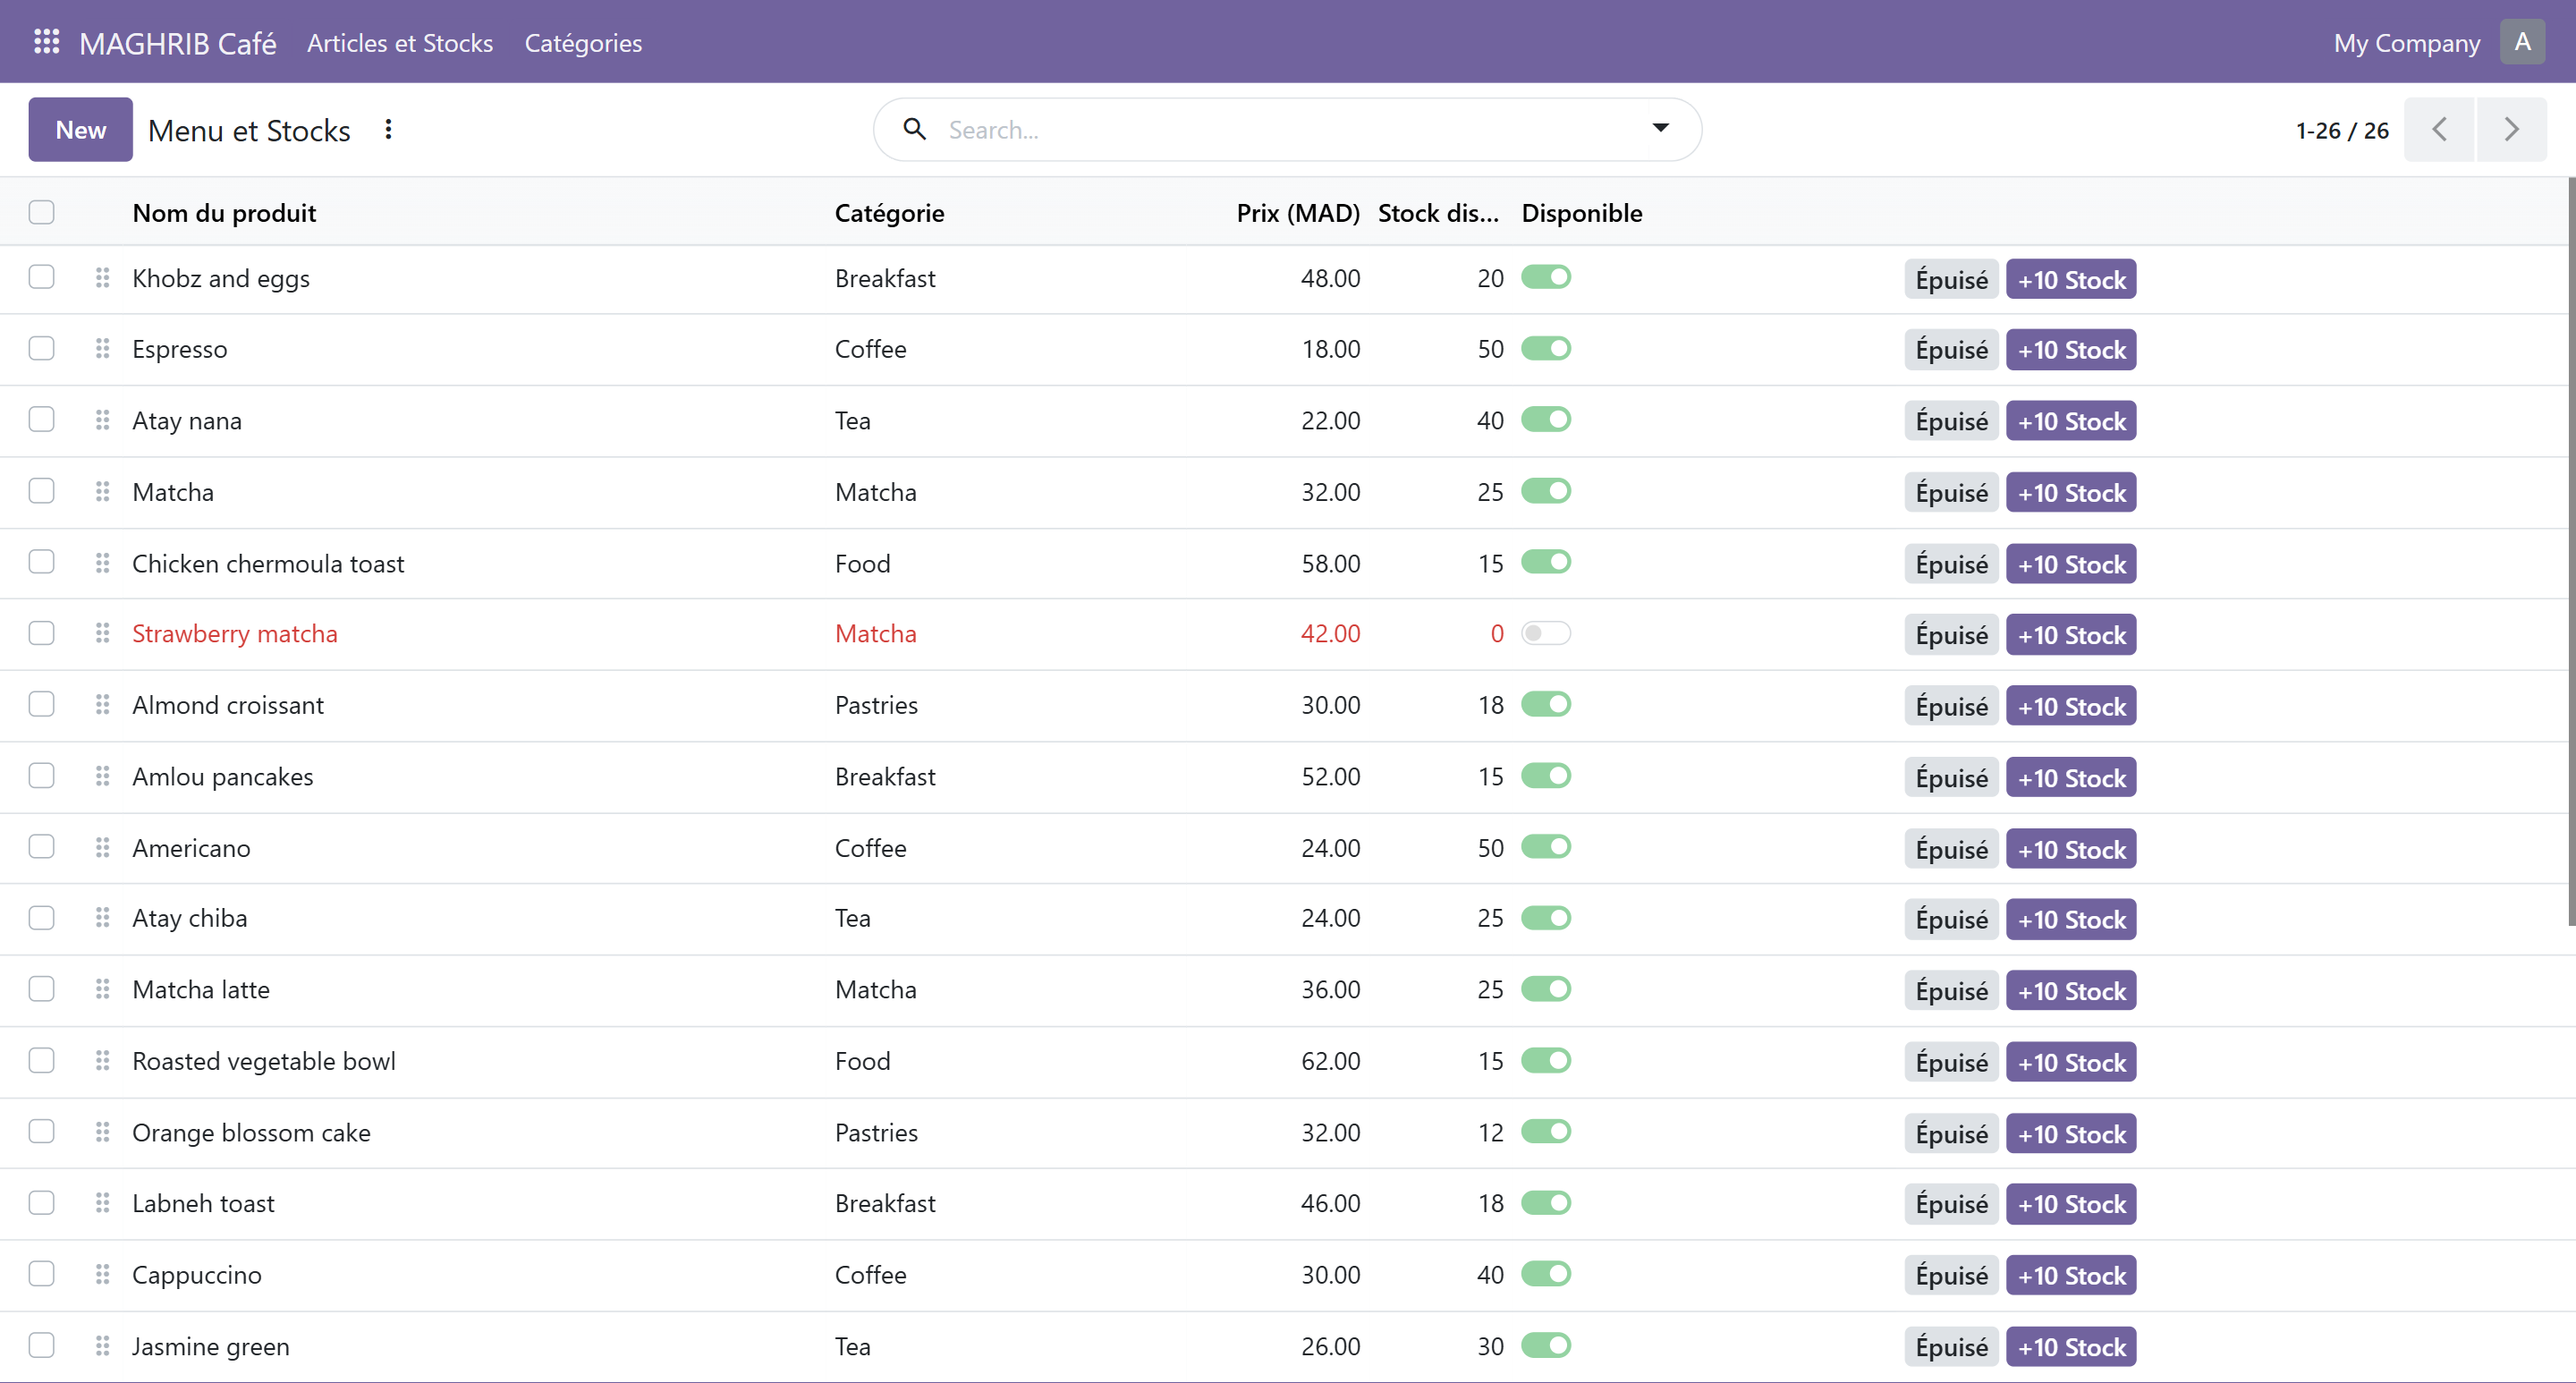 MAGHRIB Café Articles et Stocks Catégories My Company A
New Menu et Stocks Search... 1-26 / 26
Nom du produit Catégorie Prix (MAD) Stock dis... Disponible
Khobz and eggs Breakfast 48.00 20 Épuisé +10 Stock
Espresso Coffee 18.00 50 Épuisé +10 Stock
Atay nana Tea 22.00 40 Épuisé +10 Stock
Matcha Matcha 32.00 25 Épuisé +10 Stock
Chicken chermoula toast Food 58.00 15 Épuisé +10 Stock
Strawberry matcha Matcha 42.00 0 Épuisé +10 Stock
Almond croissant Pastries 30.00 18 Épuisé +10 Stock
Amlou pancakes Breakfast 52.00 15 Épuisé +10 Stock
Americano Coffee 24.00 50 Épuisé +10 Stock
Atay chiba Tea 24.00 25 Épuisé +10 Stock
Matcha latte Matcha 36.00 25 Épuisé +10 Stock
Roasted vegetable bowl Food 62.00 15 Épuisé +10 Stock
Orange blossom cake Pastries 32.00 12 Épuisé +10 Stock
Labneh toast Breakfast 46.00 18 Épuisé +10 Stock
Cappuccino Coffee 30.00 40 Épuisé +10 Stock
Jasmine green Tea 26.00 30 Épuisé +10 Stock